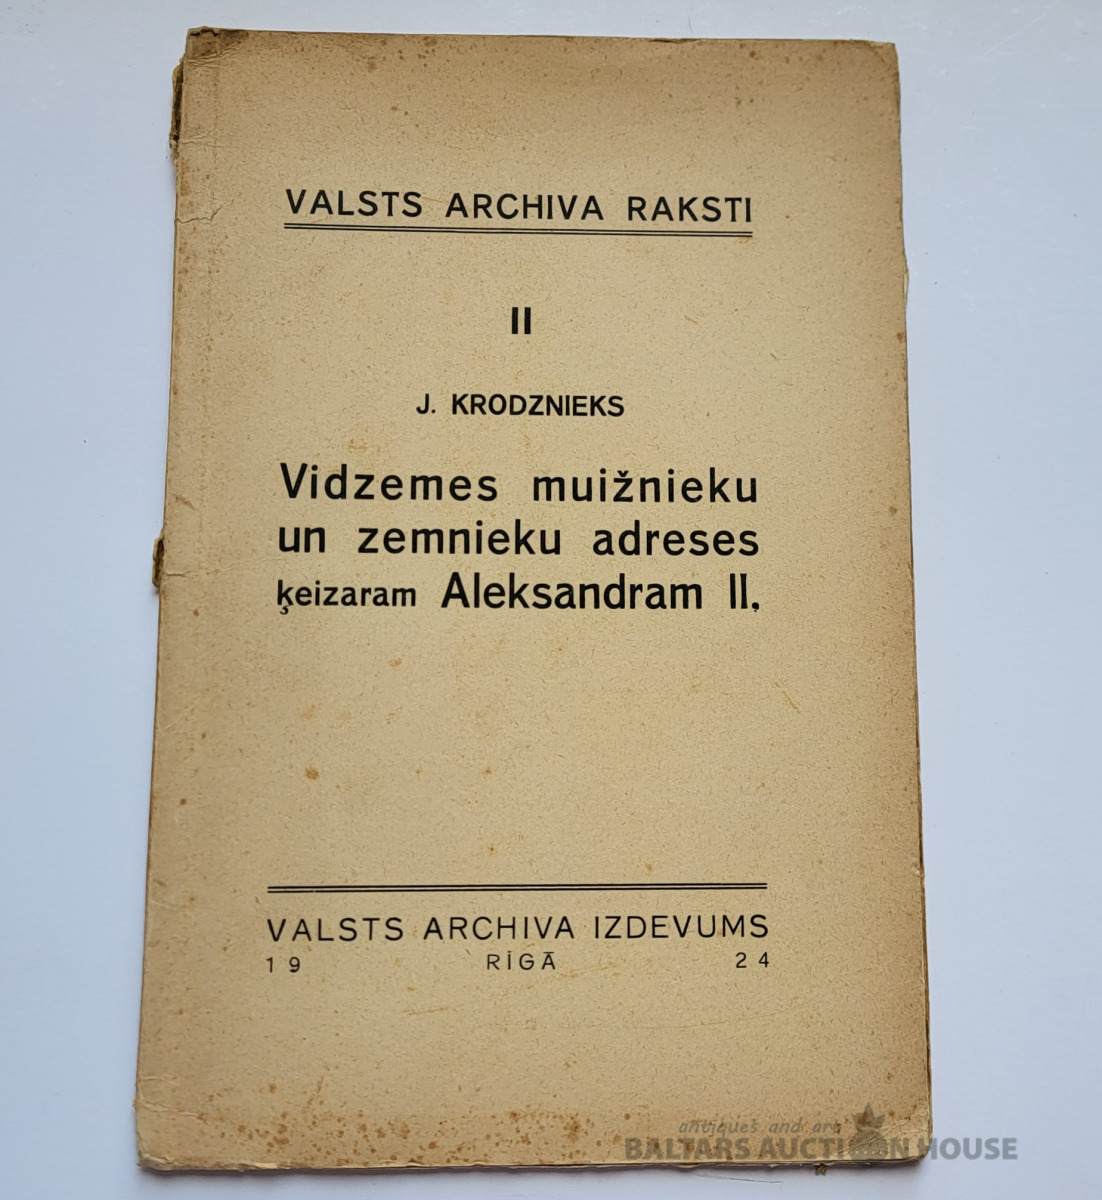 VALSTS ARCHIVA RAKSTI
II
J. KRODZNIEKS
Vidzemes muižnieku
un zemnieku adreses
ķeizaram Aleksandram II.
VALSTS ARCHIVA IZDEVUMS
19 RĪGĀ 24
antiques and art
BALTARS AUCTION HOUSE